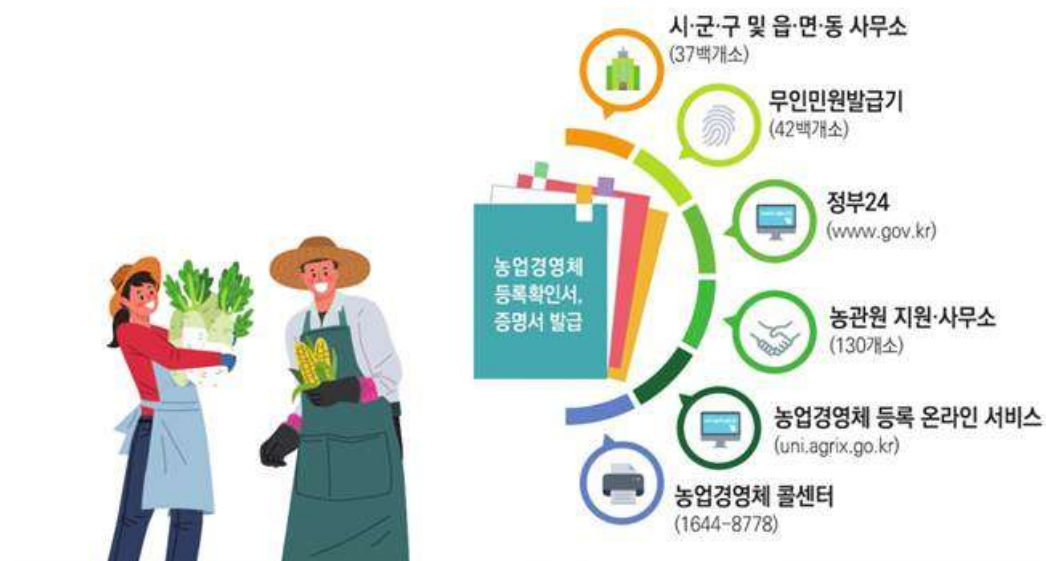 시·군·구 및 읍·면·동 사무소
(37백개소)
무인민원발급기
(42백개소)
정부24
(www.gov.kr)
농업경영체
등록확인서,
증명서 발급
농관원 지원·사무소
(130개소)
농업경영체 등록 온라인 서비스
(uni.agrix.go.kr)
농업경영체 콜센터
(1644-8778)